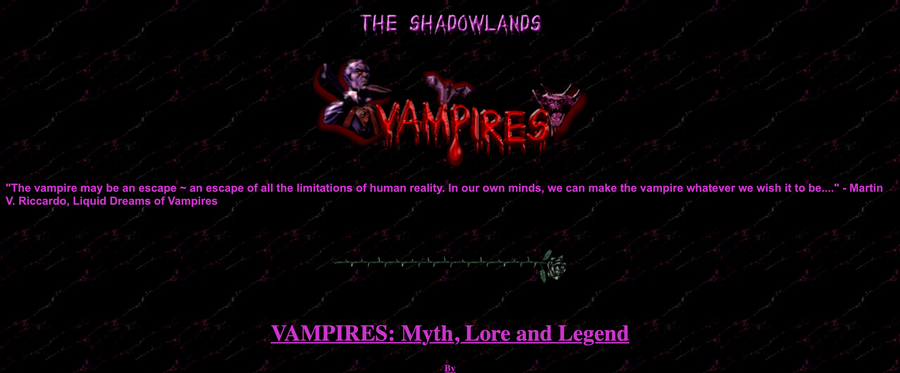 THE SHADOWLANDS
VAMPIRES
"The vampire may be an escape ~ an escape of all the limitations of human reality. In our own minds, we can make the vampire whatever we wish it to be...." - Martin
V. Riccardo, Liquid Dreams of Vampires
VAMPIRES: Myth, Lore and Legend
By